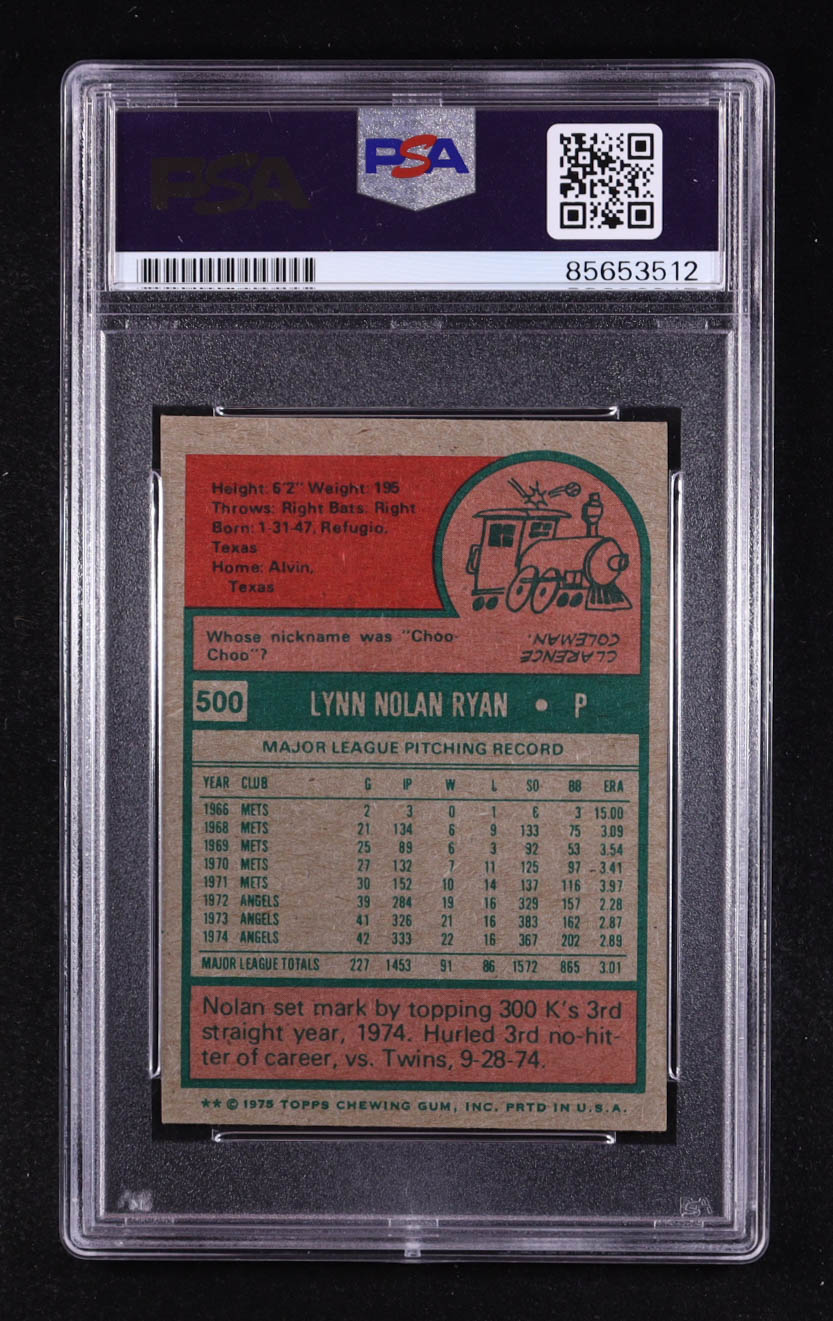 PSA
PSA
85653512
Height: 6'2" Weight: 195
Throws: Right Bats: Right
Born: 1-31-47, Refugio,
Texas
Home: Alvin,
Texas
Whose nickname was "Choo-
Choo"?
CLARENCE
COLEMAN.
500 LYNN NOLAN RYAN • P
MAJOR LEAGUE PITCHING RECORD
YEAR CLUB G IP W L SO BB ERA
1966 METS 2 3 0 1 6 3 15.00
1968 METS 21 134 6 9 133 75 3.09
1969 METS 25 89 6 3 92 53 3.54
1970 METS 27 132 7 11 125 97 3.41
1971 METS 30 152 10 14 137 116 3.97
1972 ANGELS 39 284 19 16 329 157 2.28
1973 ANGELS 41 326 21 16 383 162 2.87
1974 ANGELS 42 333 22 16 367 202 2.89
MAJOR LEAGUE TOTALS 227 1453 91 86 1572 865 3.01
Nolan set mark by topping 300 K's 3rd
straight year, 1974. Hurled 3rd no-hit-
ter of career, vs. Twins, 9-28-74.
** © 1975 TOPPS CHEWING GUM, INC. PRTD IN U.S.A.